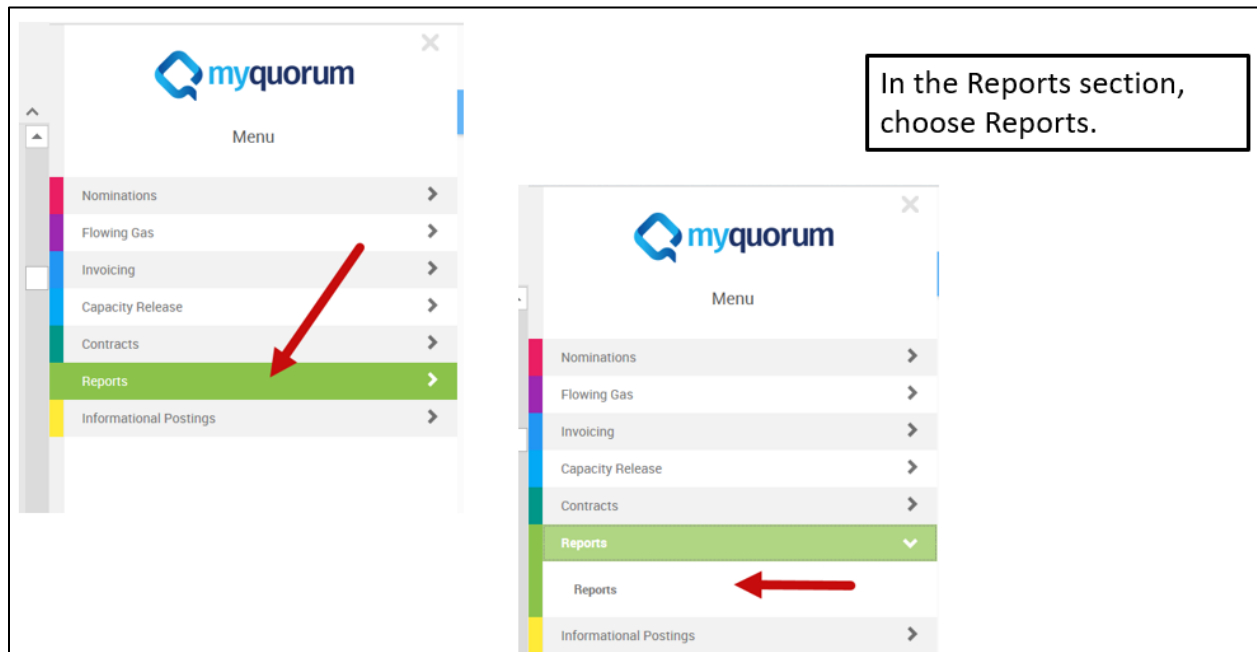 myquorum
Menu
Nominations
Flowing Gas
Invoicing
Capacity Release
Contracts
Reports
Informational Postings
In the Reports section,
choose Reports.
myquorum
Menu
Nominations
Flowing Gas
Invoicing
Capacity Release
Contracts
Reports
Reports
Informational Postings